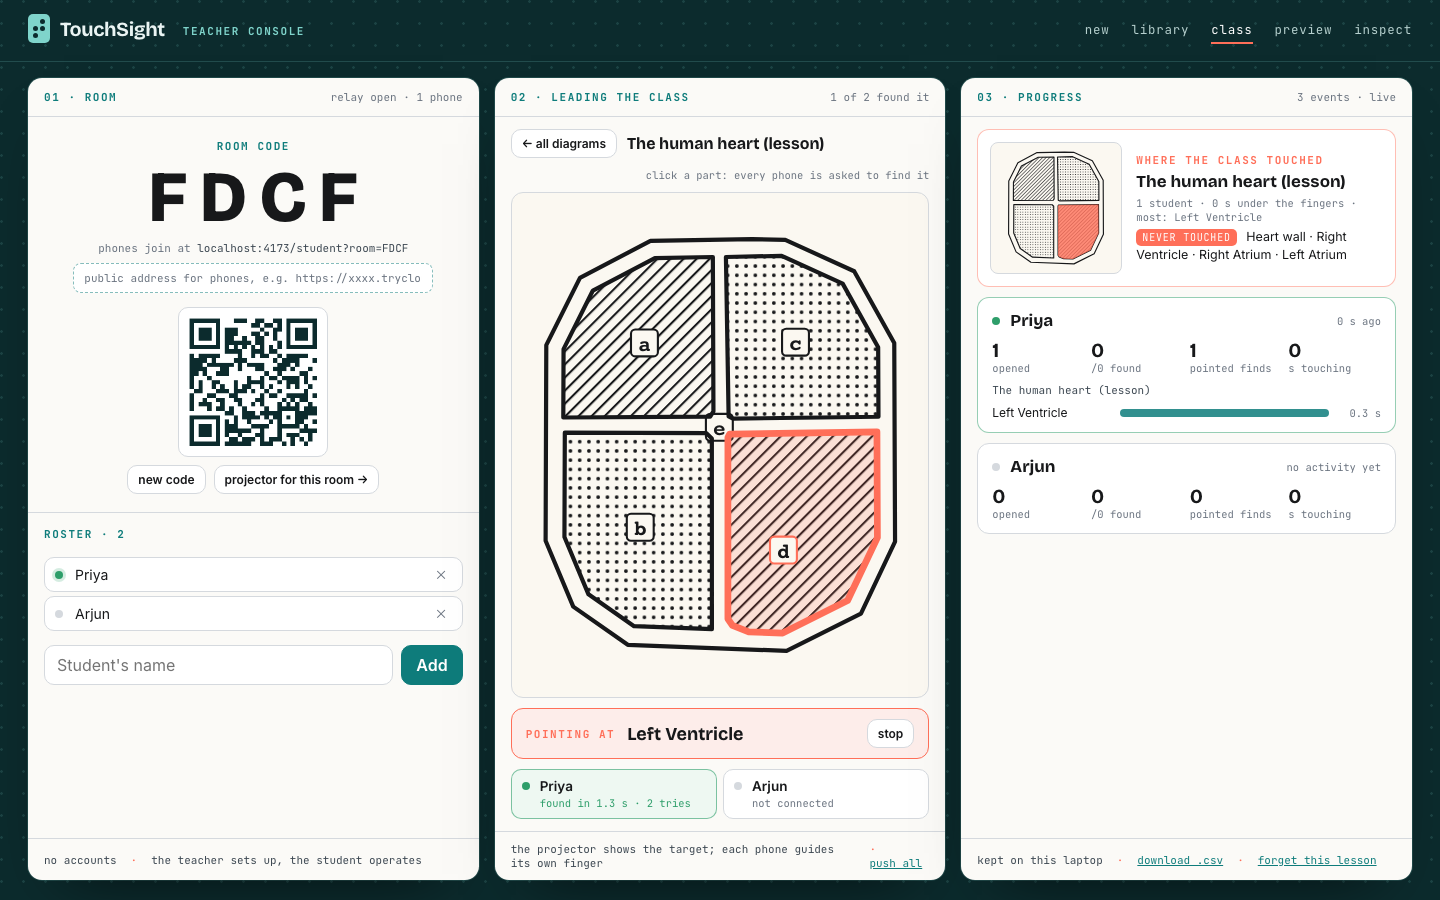 TouchSight TEACHER CONSOLE
new library class preview inspect
01 · ROOM
relay open · 1 phone
ROOM CODE
FDCF
phones join at localhost:4173/student?room=FDCF
public address for phones, e.g. https://xxxx.tryclo
new code
projector for this room →
ROSTER · 2
Priya ×
Arjun ×
Student's name
Add
no accounts · the teacher sets up, the student operates
02 · LEADING THE CLASS
1 of 2 found it
← all diagrams
The human heart (lesson)
click a part: every phone is asked to find it
a
c
e
b
d
POINTING AT Left Ventricle
stop
Priya
found in 1.3 s · 2 tries
Arjun
not connected
the projector shows the target; each phone guides
its own finger
·
push all
03 · PROGRESS
3 events · live
WHERE THE CLASS TOUCHED
The human heart (lesson)
1 student · 0 s under the fingers ·
most: Left Ventricle
NEVER TOUCHED Heart wall · Right
Ventricle · Right Atrium · Left Atrium
Priya
0 s ago
1 0 1 0
opened /0 found pointed finds s touching
The human heart (lesson)
Left Ventricle 0.3 s
Arjun
no activity yet
0 0 0 0
opened /0 found pointed finds s touching
kept on this laptop · download .csv · forget this lesson